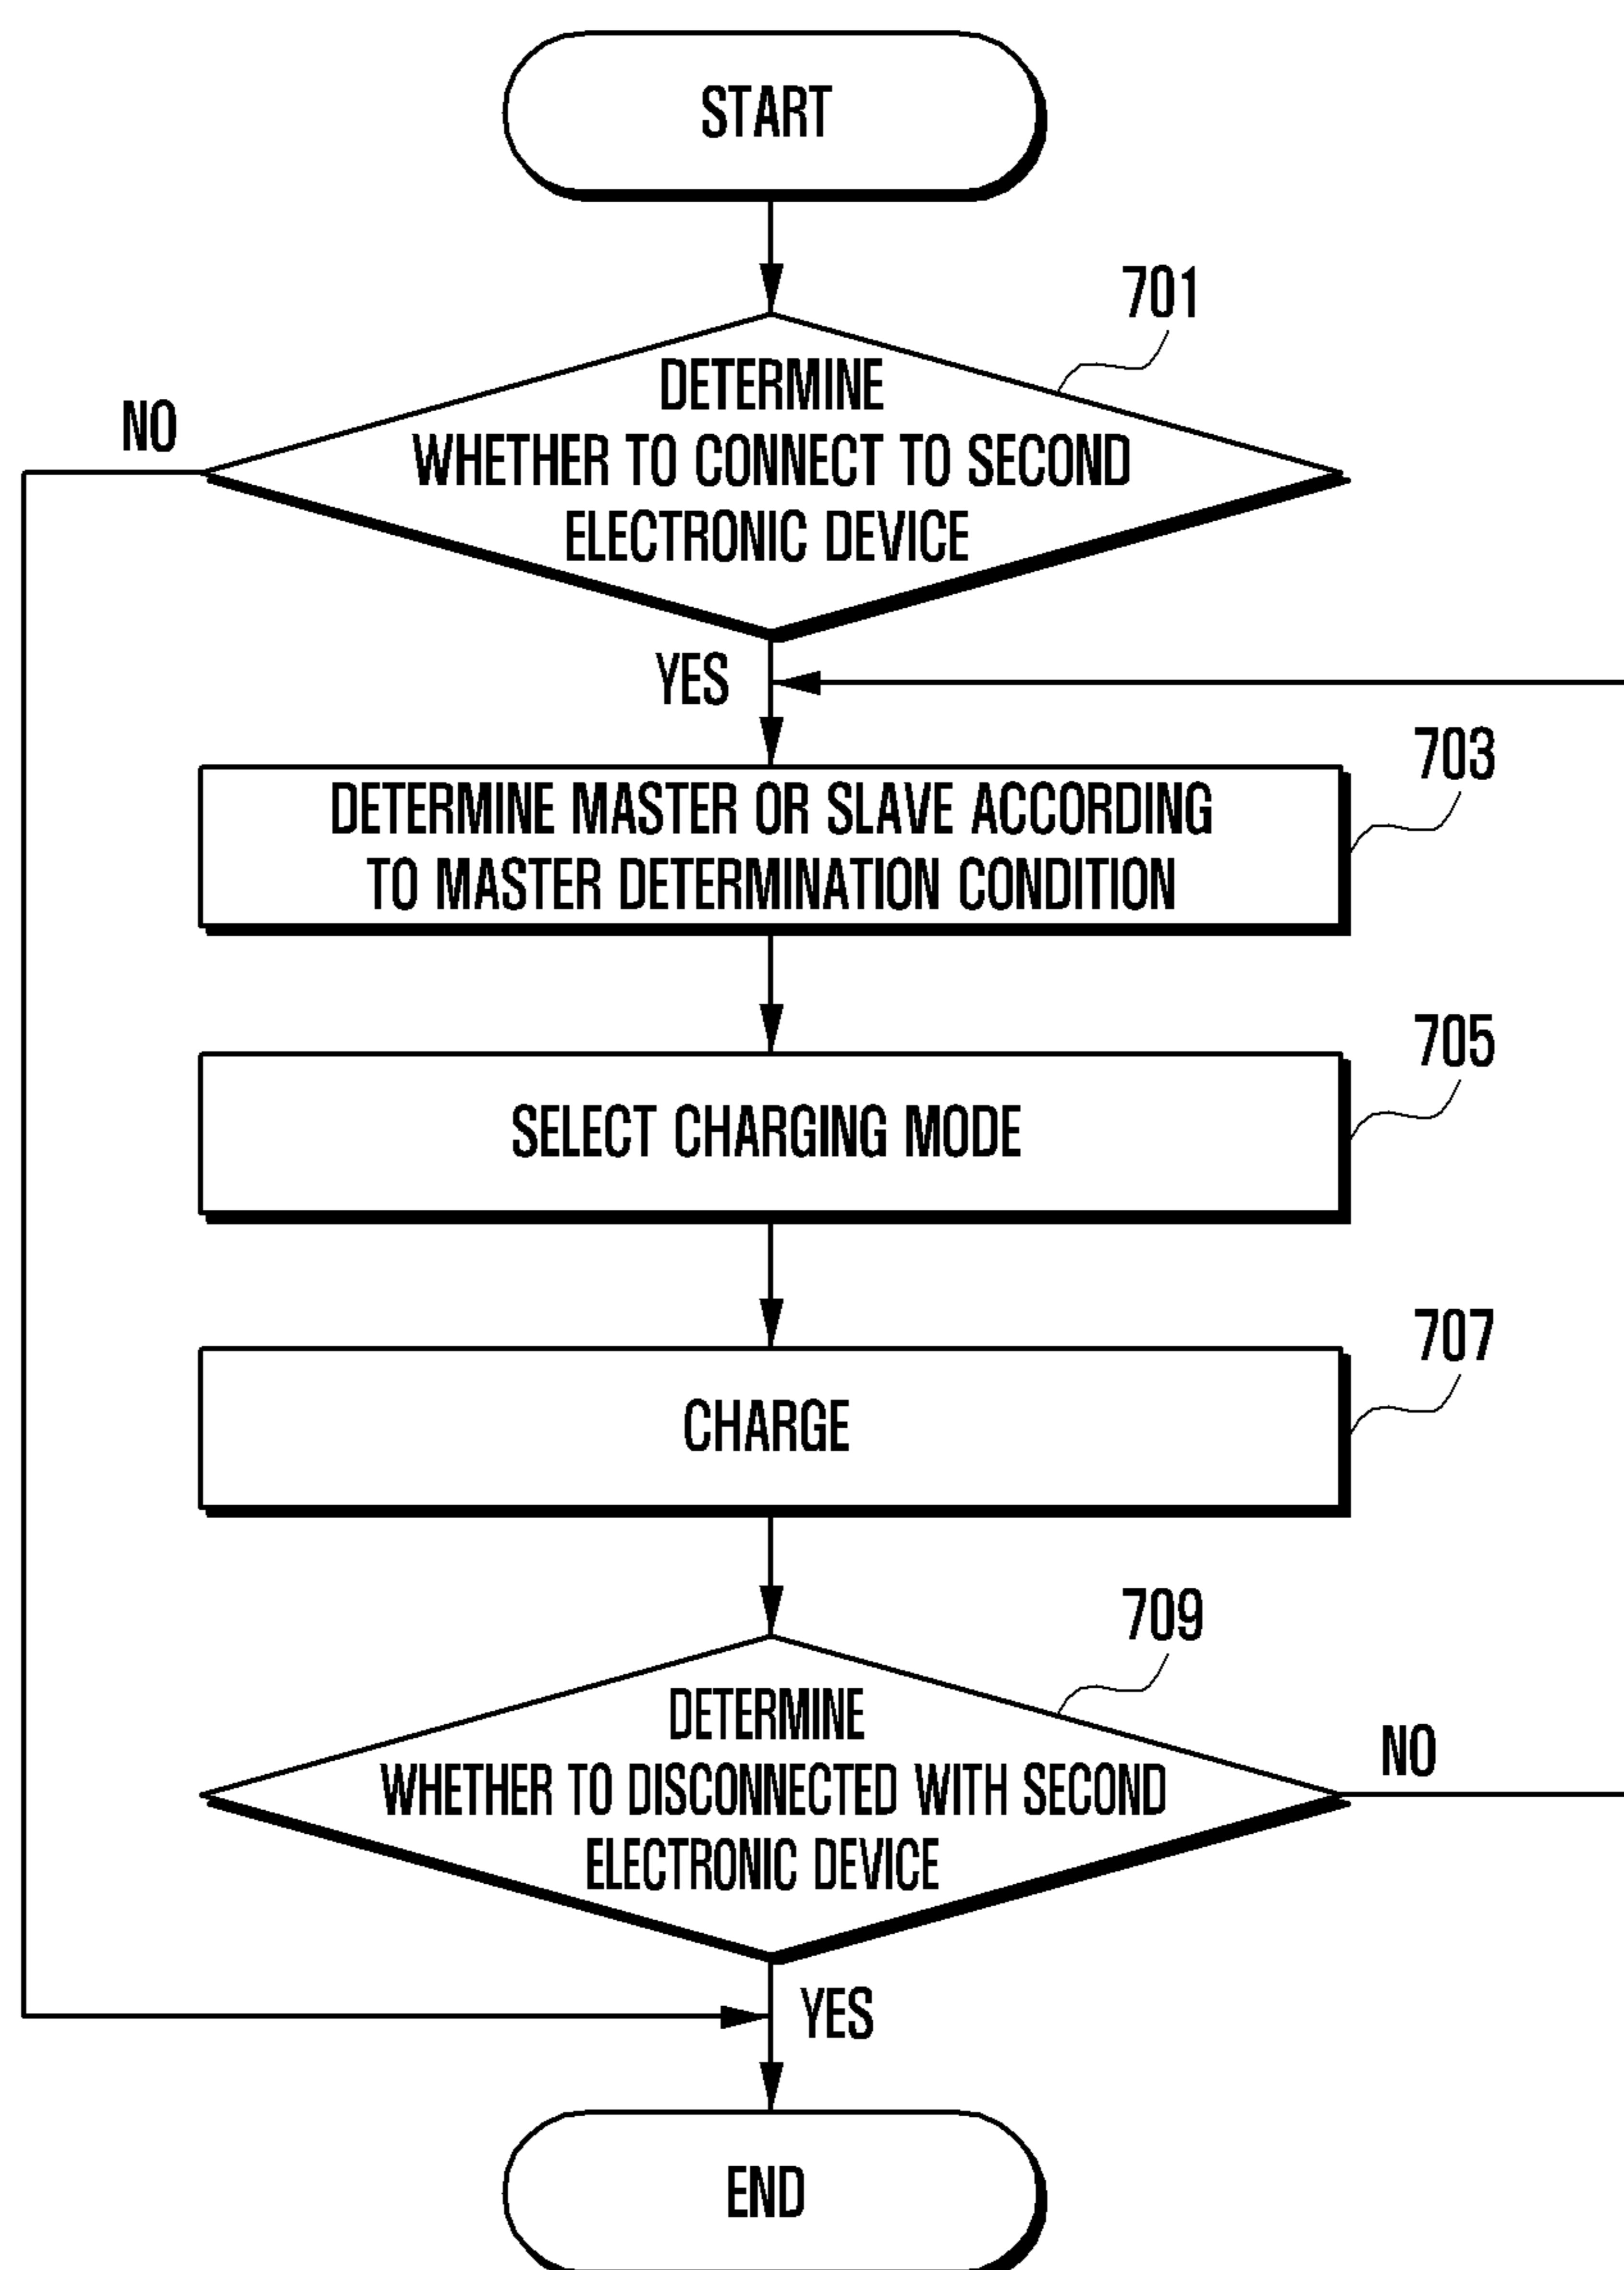 START
701
DETERMINE
WHETHER TO CONNECT TO SECOND
ELECTRONIC DEVICE
NO
YES
703
DETERMINE MASTER OR SLAVE ACCORDING
TO MASTER DETERMINATION CONDITION
705
SELECT CHARGING MODE
707
CHARGE
709
DETERMINE
WHETHER TO DISCONNECTED WITH SECOND
ELECTRONIC DEVICE
NO
YES
END